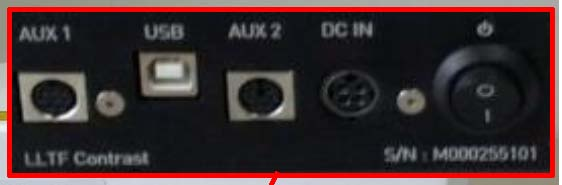 AUX 1 USB AUX 2 DC IN
O
I
LLTF Contrast S/N : M000255101